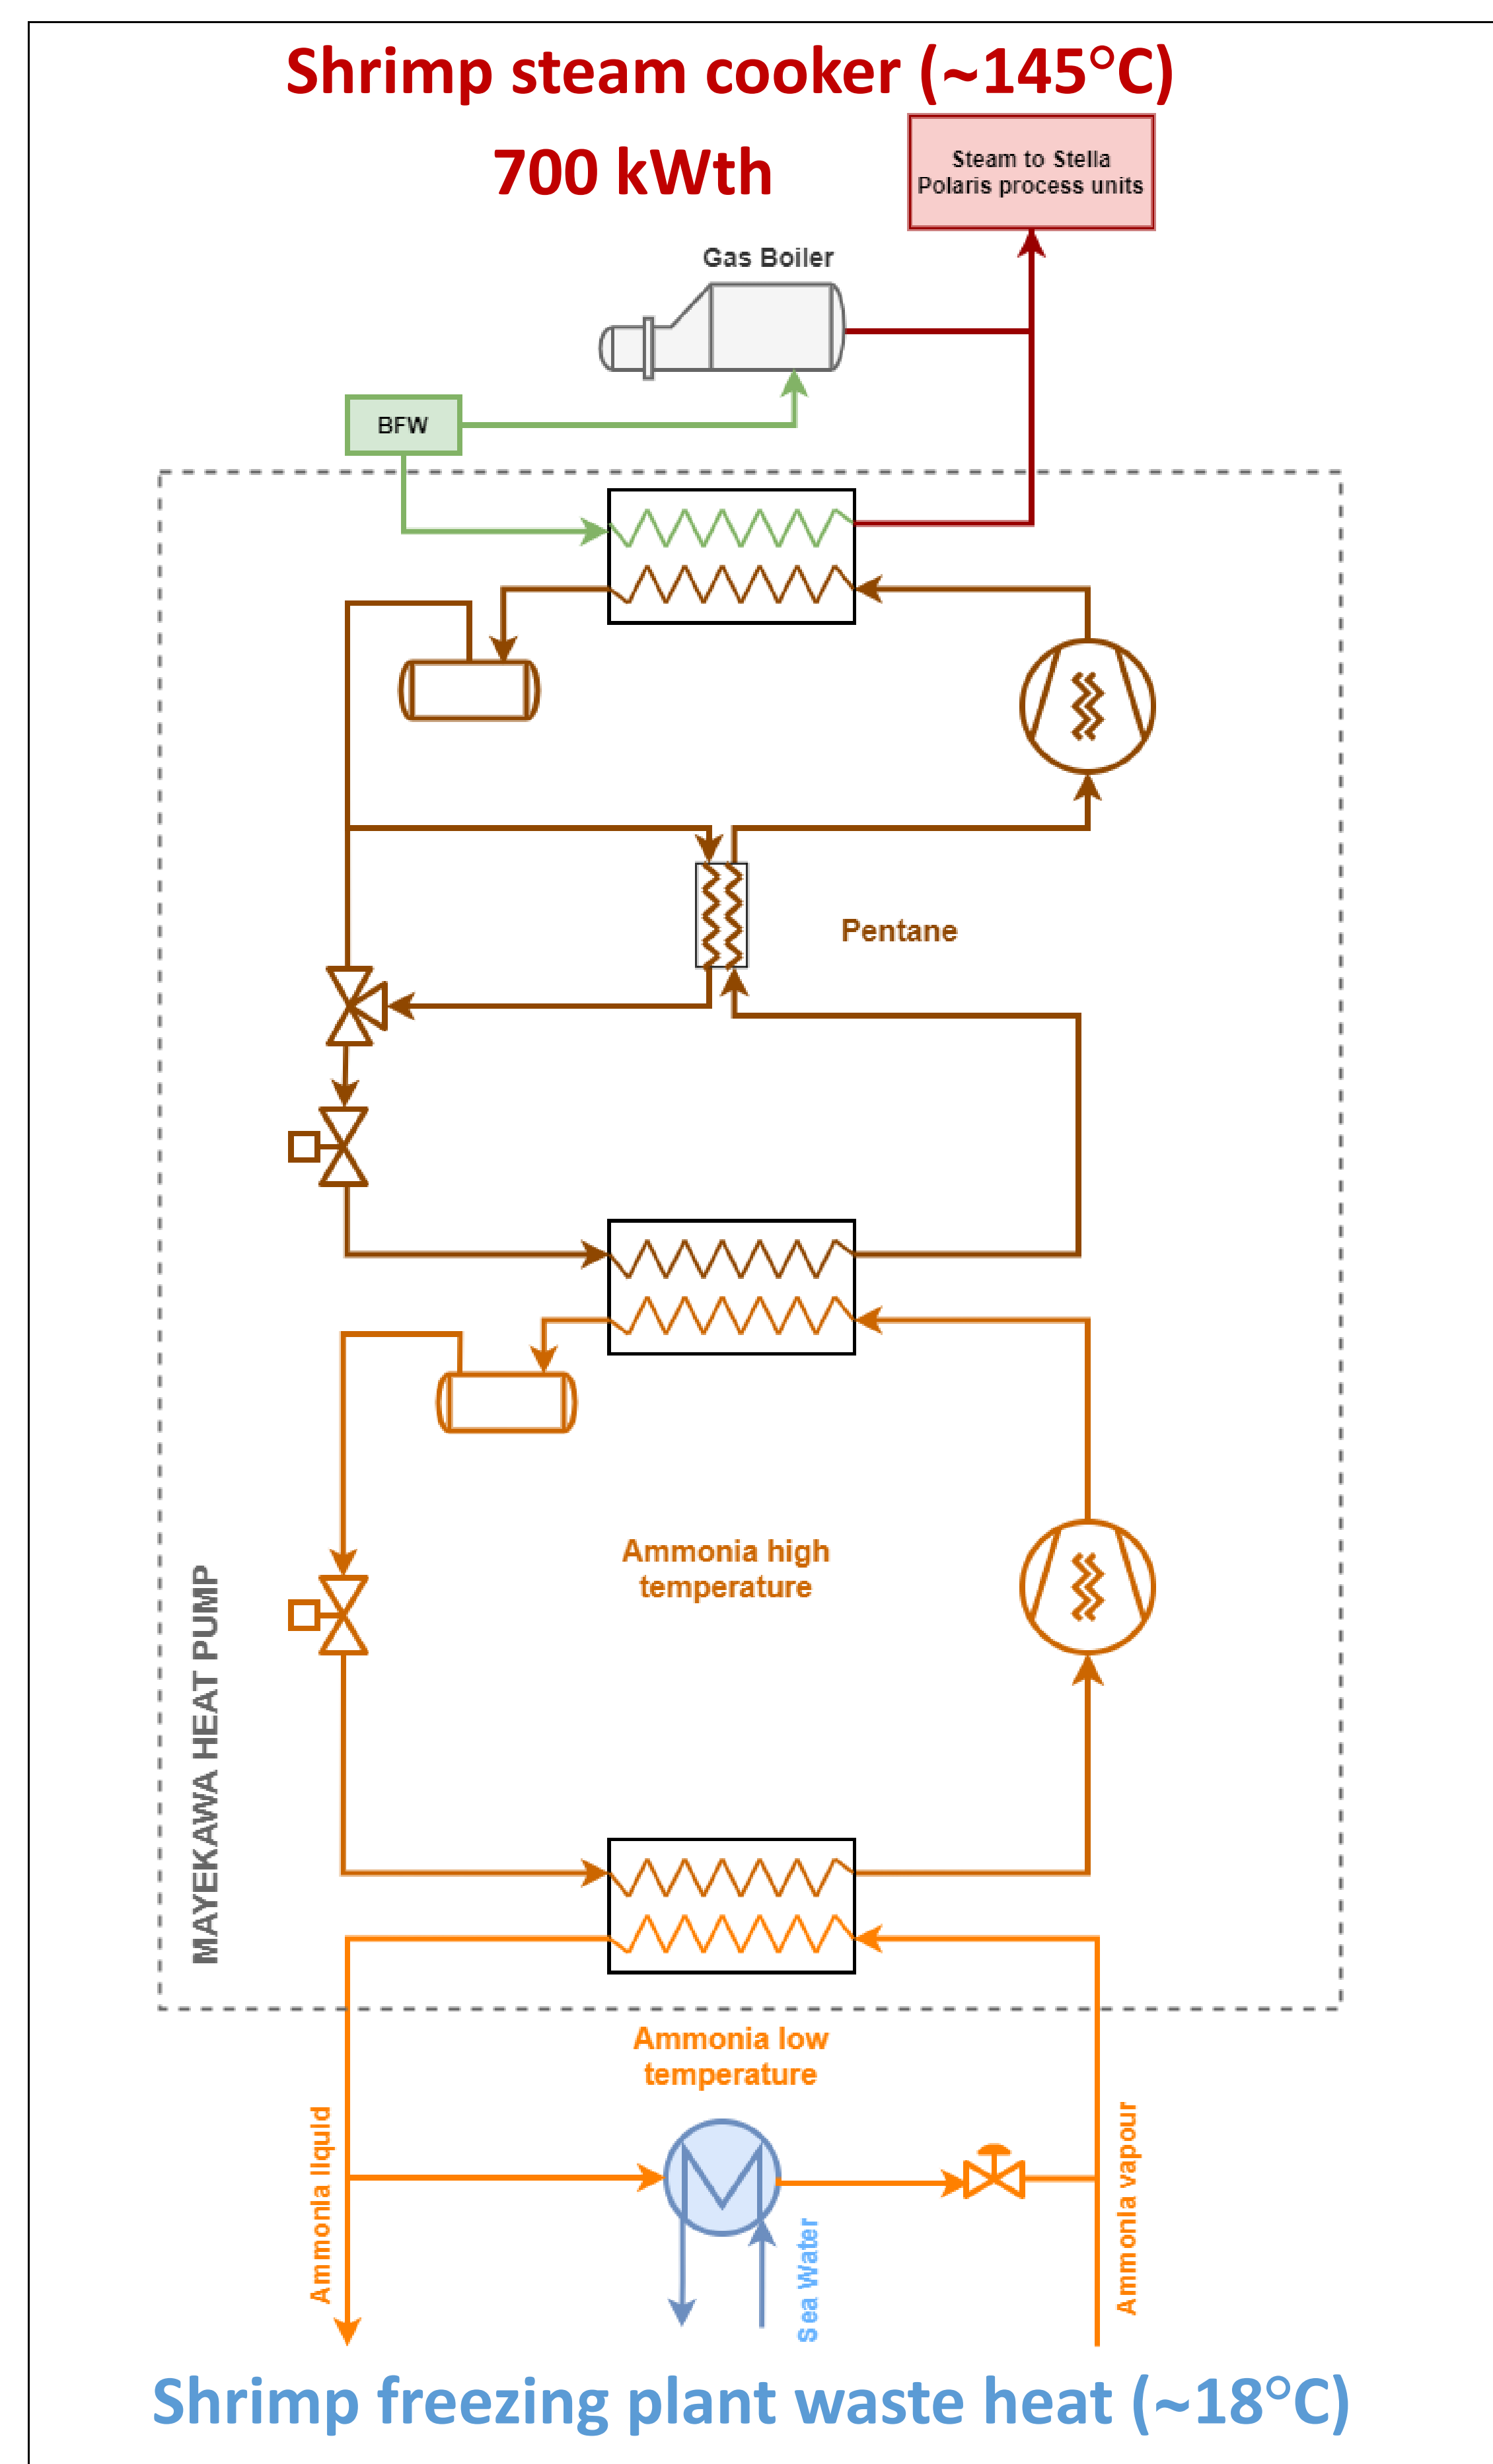 Shrimp steam cooker (~145°C)
700 kWth
Steam to Stella
Polaris process units
Gas Boiler
BFW
Pentane
Ammonia high
temperature
MAYEKAWA HEAT PUMP
Ammonia low
temperature
Ammonia liquid
Sea Water
Ammonia vapour
Shrimp freezing plant waste heat (~18°C)